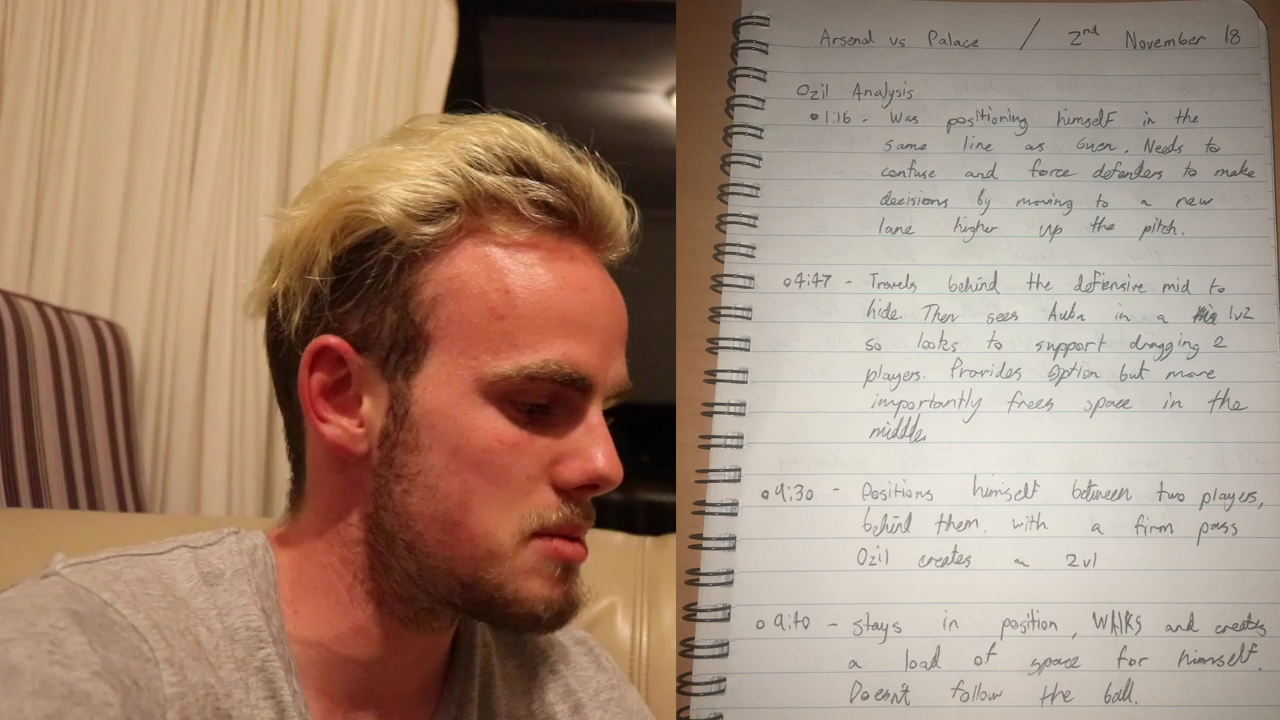 Arsenal vs Palace / 2nd November 18
Ozil Analysis
1:16 - Was positioning himself in the
same line as Guen. Needs to
confuse and force defenders to make
decisions by moving to a new
lane higher up the pitch.
04:47 - Travels behind the defensive mid to
hide. Then sees Auba in a 1v2
so looks to support dragging 2
players. Provides option but more
importantly frees space in the
middle.
09:30 - Positions himself between two players,
behind them. with a firm pass
Ozil creates a 2v1
09:40 - Stays in position, walks and creates
a load of space for himself.
Doesn't follow the ball.